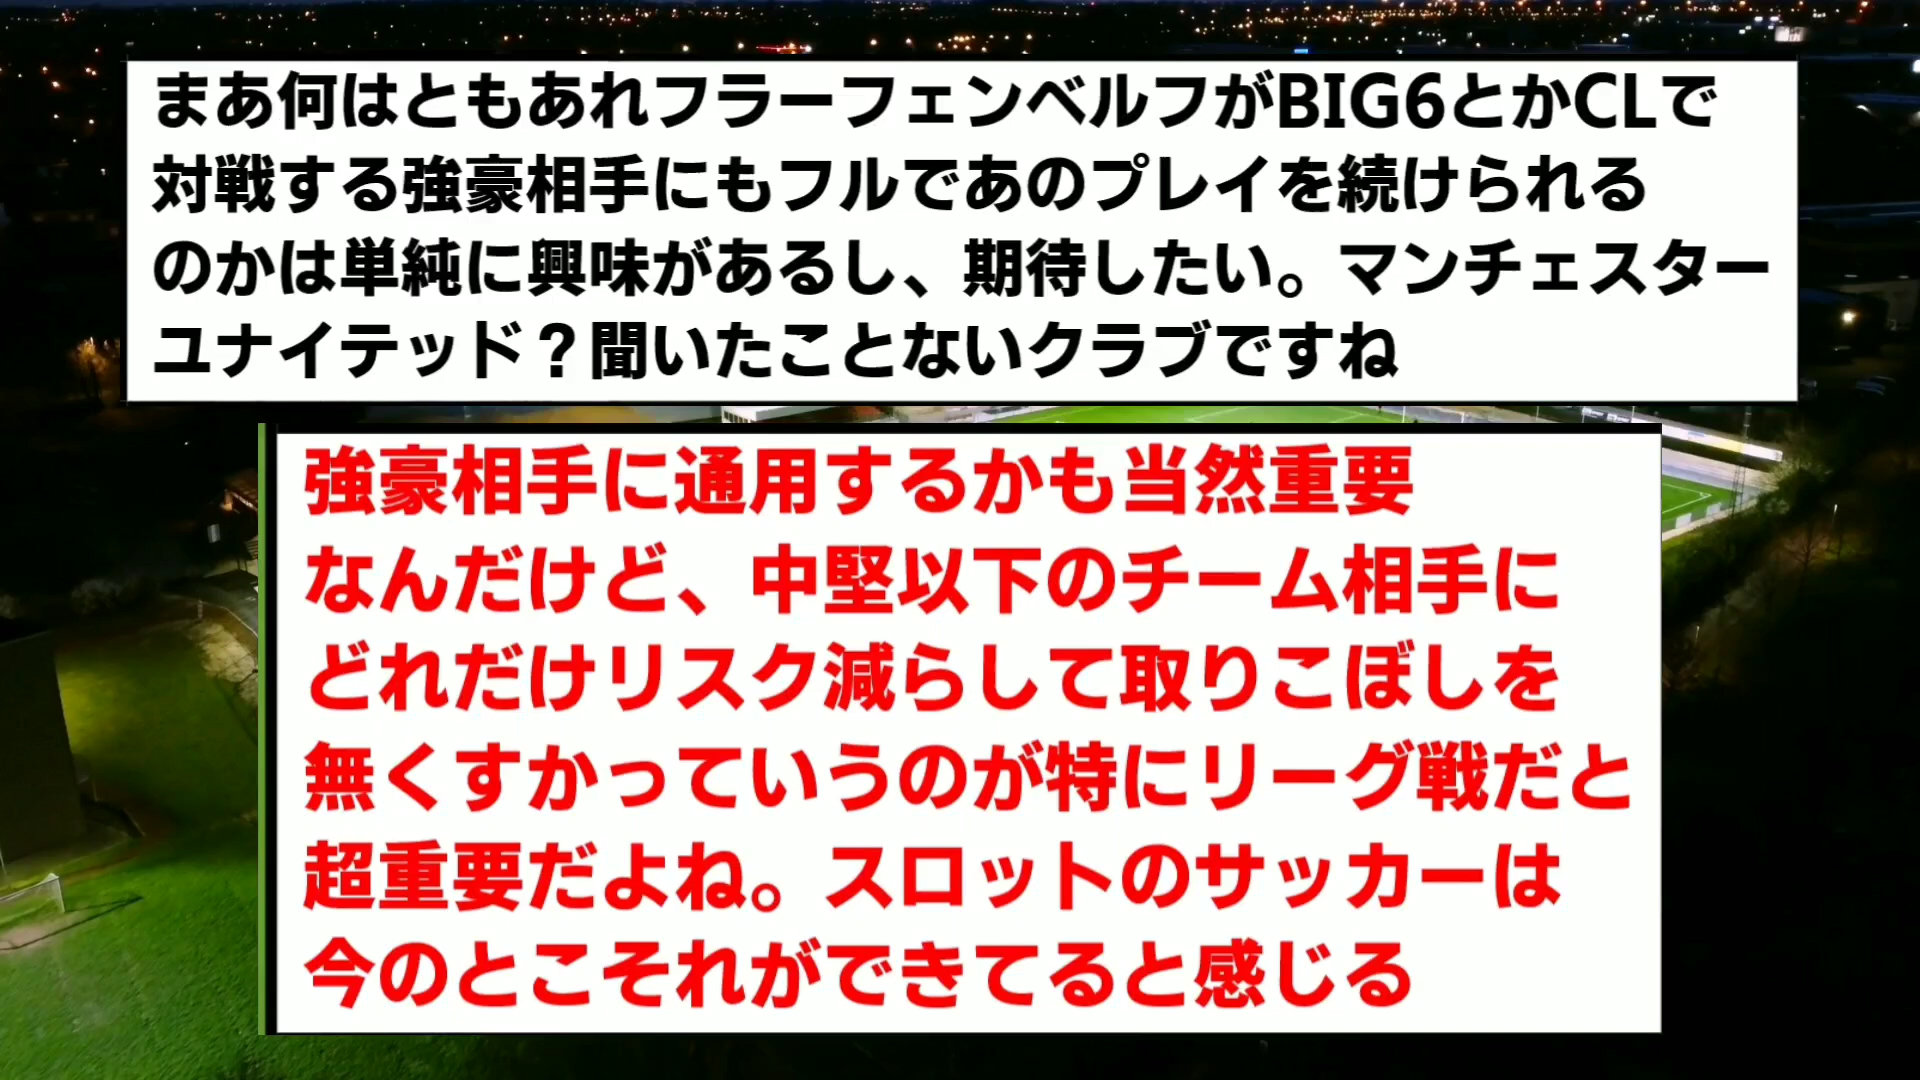 まあ何はともあれフラーフェンベルフがBIG6とかCLで
対戦する強豪相手にもフルであのプレイを続けられる
のかは単純に興味があるし、期待したい。マンチェスター
ユナイテッド？聞いたことないクラブですね
強豪相手に通用するかも当然重要
なんだけど、中堅以下のチーム相手に
どれだけリスク減らして取りこぼしを
無くすかっていうのが特にリーグ戦だと
超重要だよね。スロットのサッカーは
今のとこそれができてると感じる